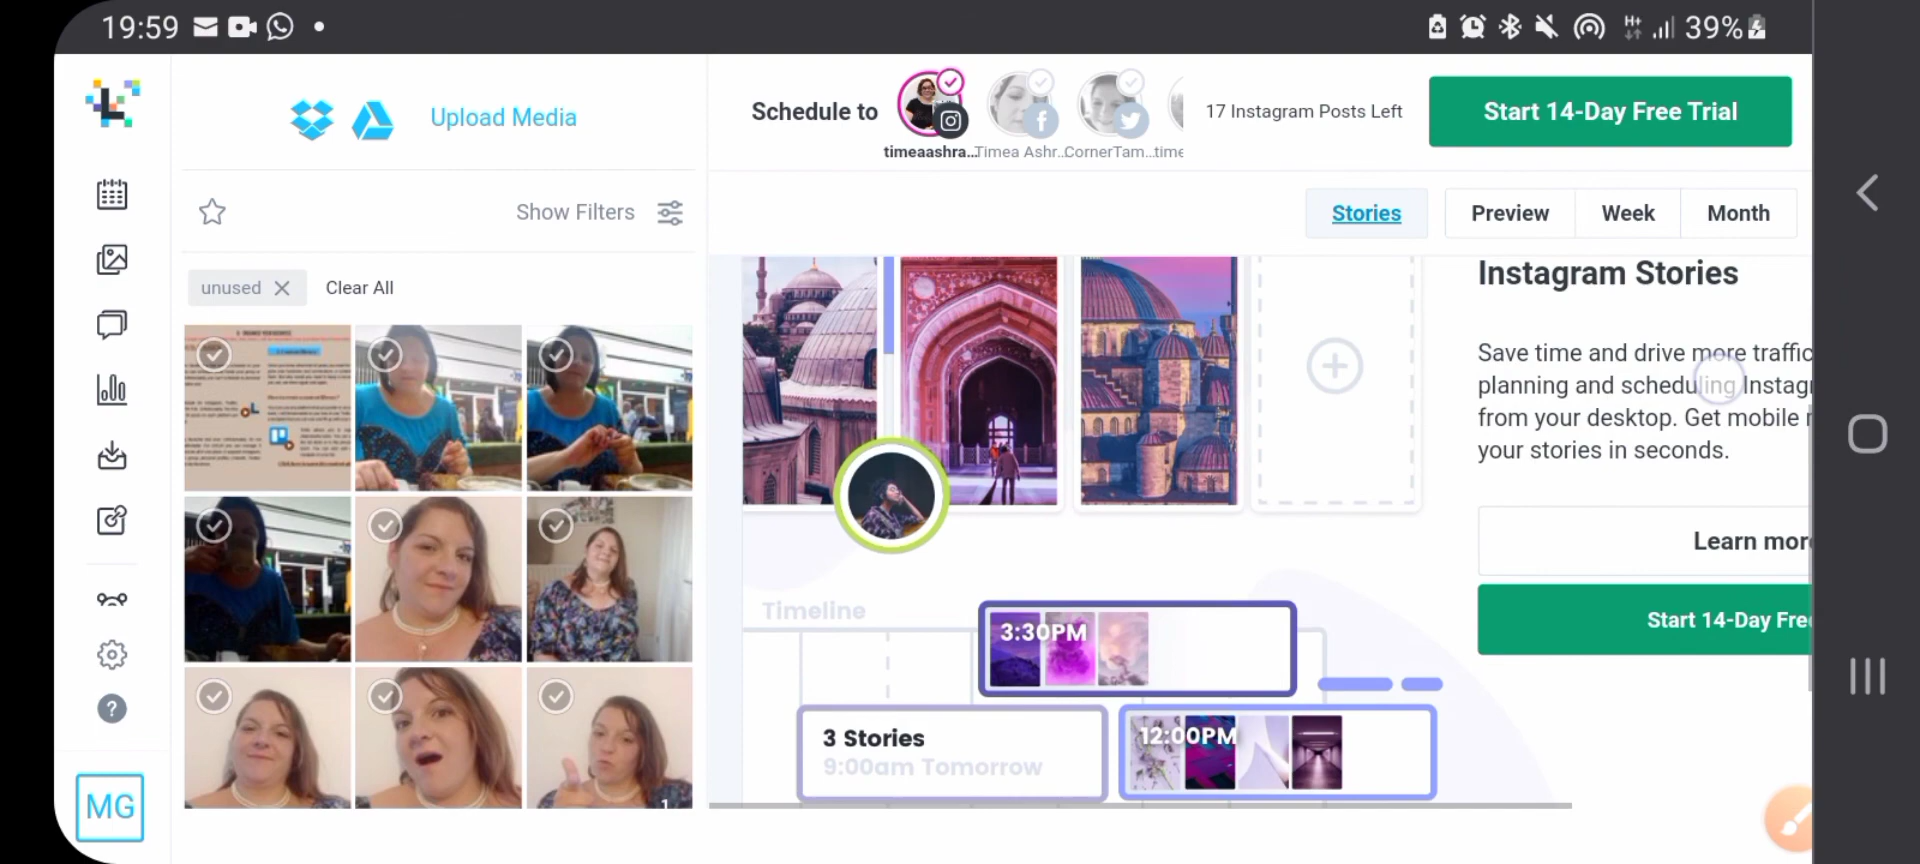 19:59
39%
Upload Media
Schedule to
timeaashra...
Timea Ashr...
CornerTam...
time
17 Instagram Posts Left
Start 14-Day Free Trial
Show Filters
Stories
Preview
Week
Month
unused
Clear All
Instagram Stories
Save time and drive more traffic
planning and scheduling Instag
from your desktop. Get mobile
your stories in seconds.
Learn mor
Start 14-Day Fre
Timeline
3:30PM
3 Stories
9:00am Tomorrow
12:00PM
MG